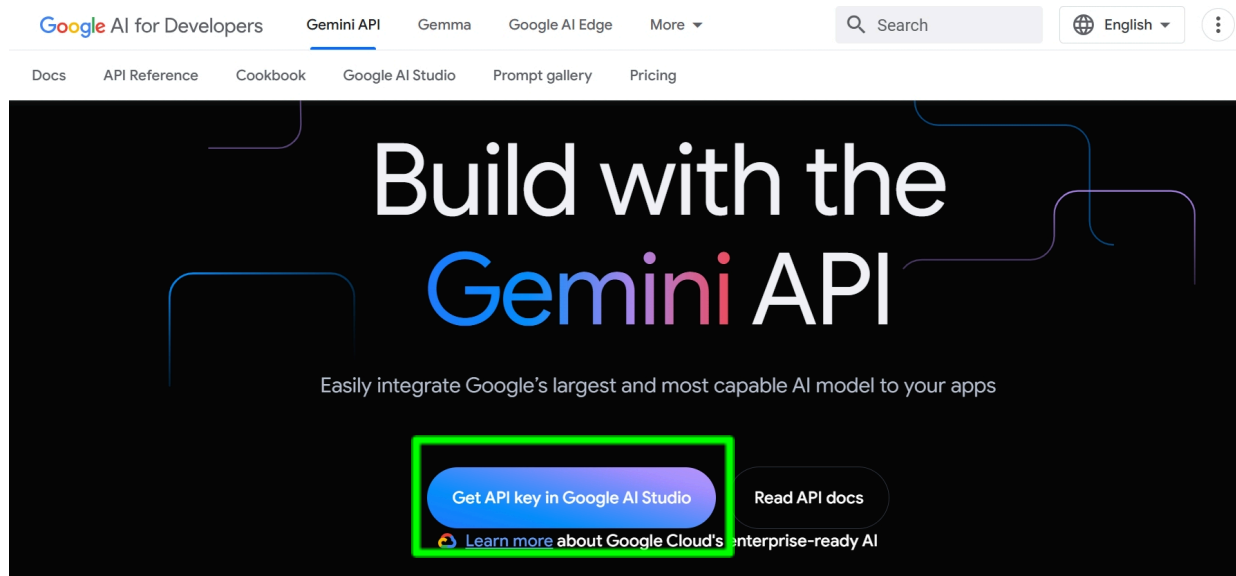 Google AI for Developers Gemini API Gemma Google AI Edge More Search English
Docs API Reference Cookbook Google AI Studio Prompt gallery Pricing
Build with the
Gemini API
Easily integrate Google's largest and most capable AI model to your apps
Get API key in Google AI Studio Read API docs
Learn more about Google Cloud's enterprise-ready AI